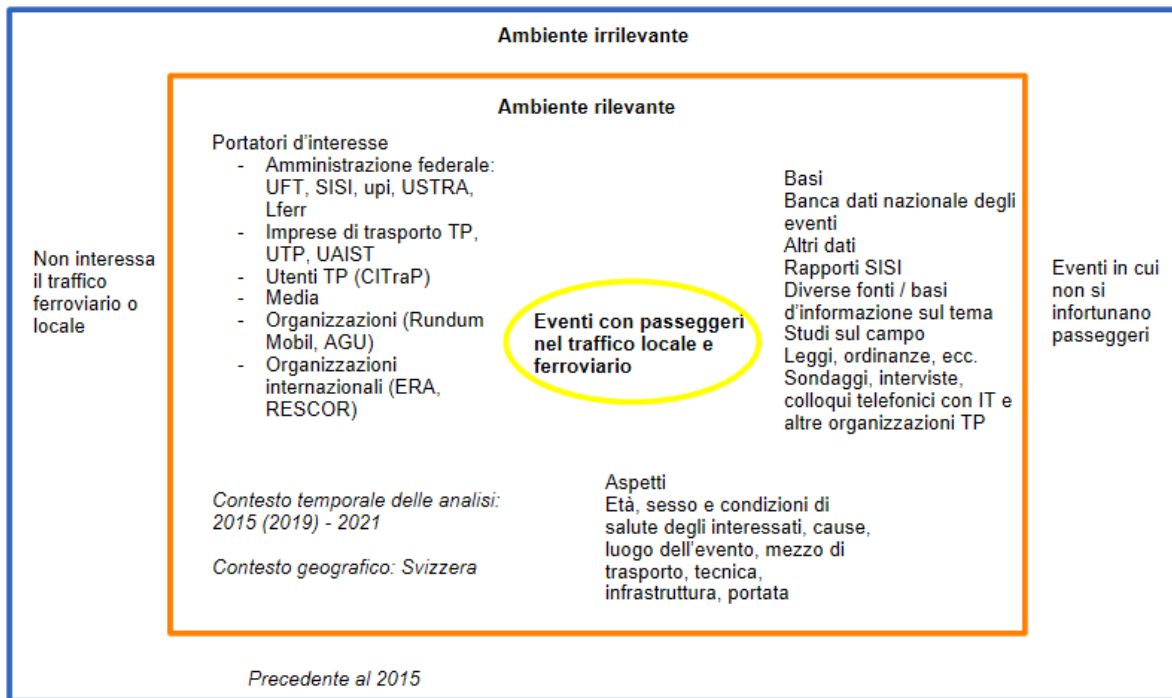 Ambiente irrilevante
Ambiente rilevante
Portatori d'interesse
- Amministrazione federale:
UFT, SISI, upi, USTRA,
Lferr
- Imprese di trasporto TP,
UTP, UAIST
- Utenti TP (CITraP)
- Media
- Organizzazioni (Rundum
Mobil, AGU)
- Organizzazioni
internazionali (ERA,
RESCOR)
Non interessa
il traffico
ferroviario o
locale
Eventi con passeggeri
nel traffico locale e
ferroviario
Basi
Banca dati nazionale degli
eventi
Altri dati
Rapporti SISI
Diverse fonti / basi
d'informazione sul tema
Studi sul campo
Leggi, ordinanze, ecc.
Sondaggi, interviste,
colloqui telefonici con IT e
altre organizzazioni TP
Eventi in cui
non si
infortunano
passeggeri
Contesto temporale delle analisi:
2015 (2019) - 2021
Contesto geografico: Svizzera
Aspetti
Età, sesso e condizioni di
salute degli interessati, cause,
luogo dell'evento, mezzo di
trasporto, tecnica,
infrastruttura, portata
Precedente al 2015